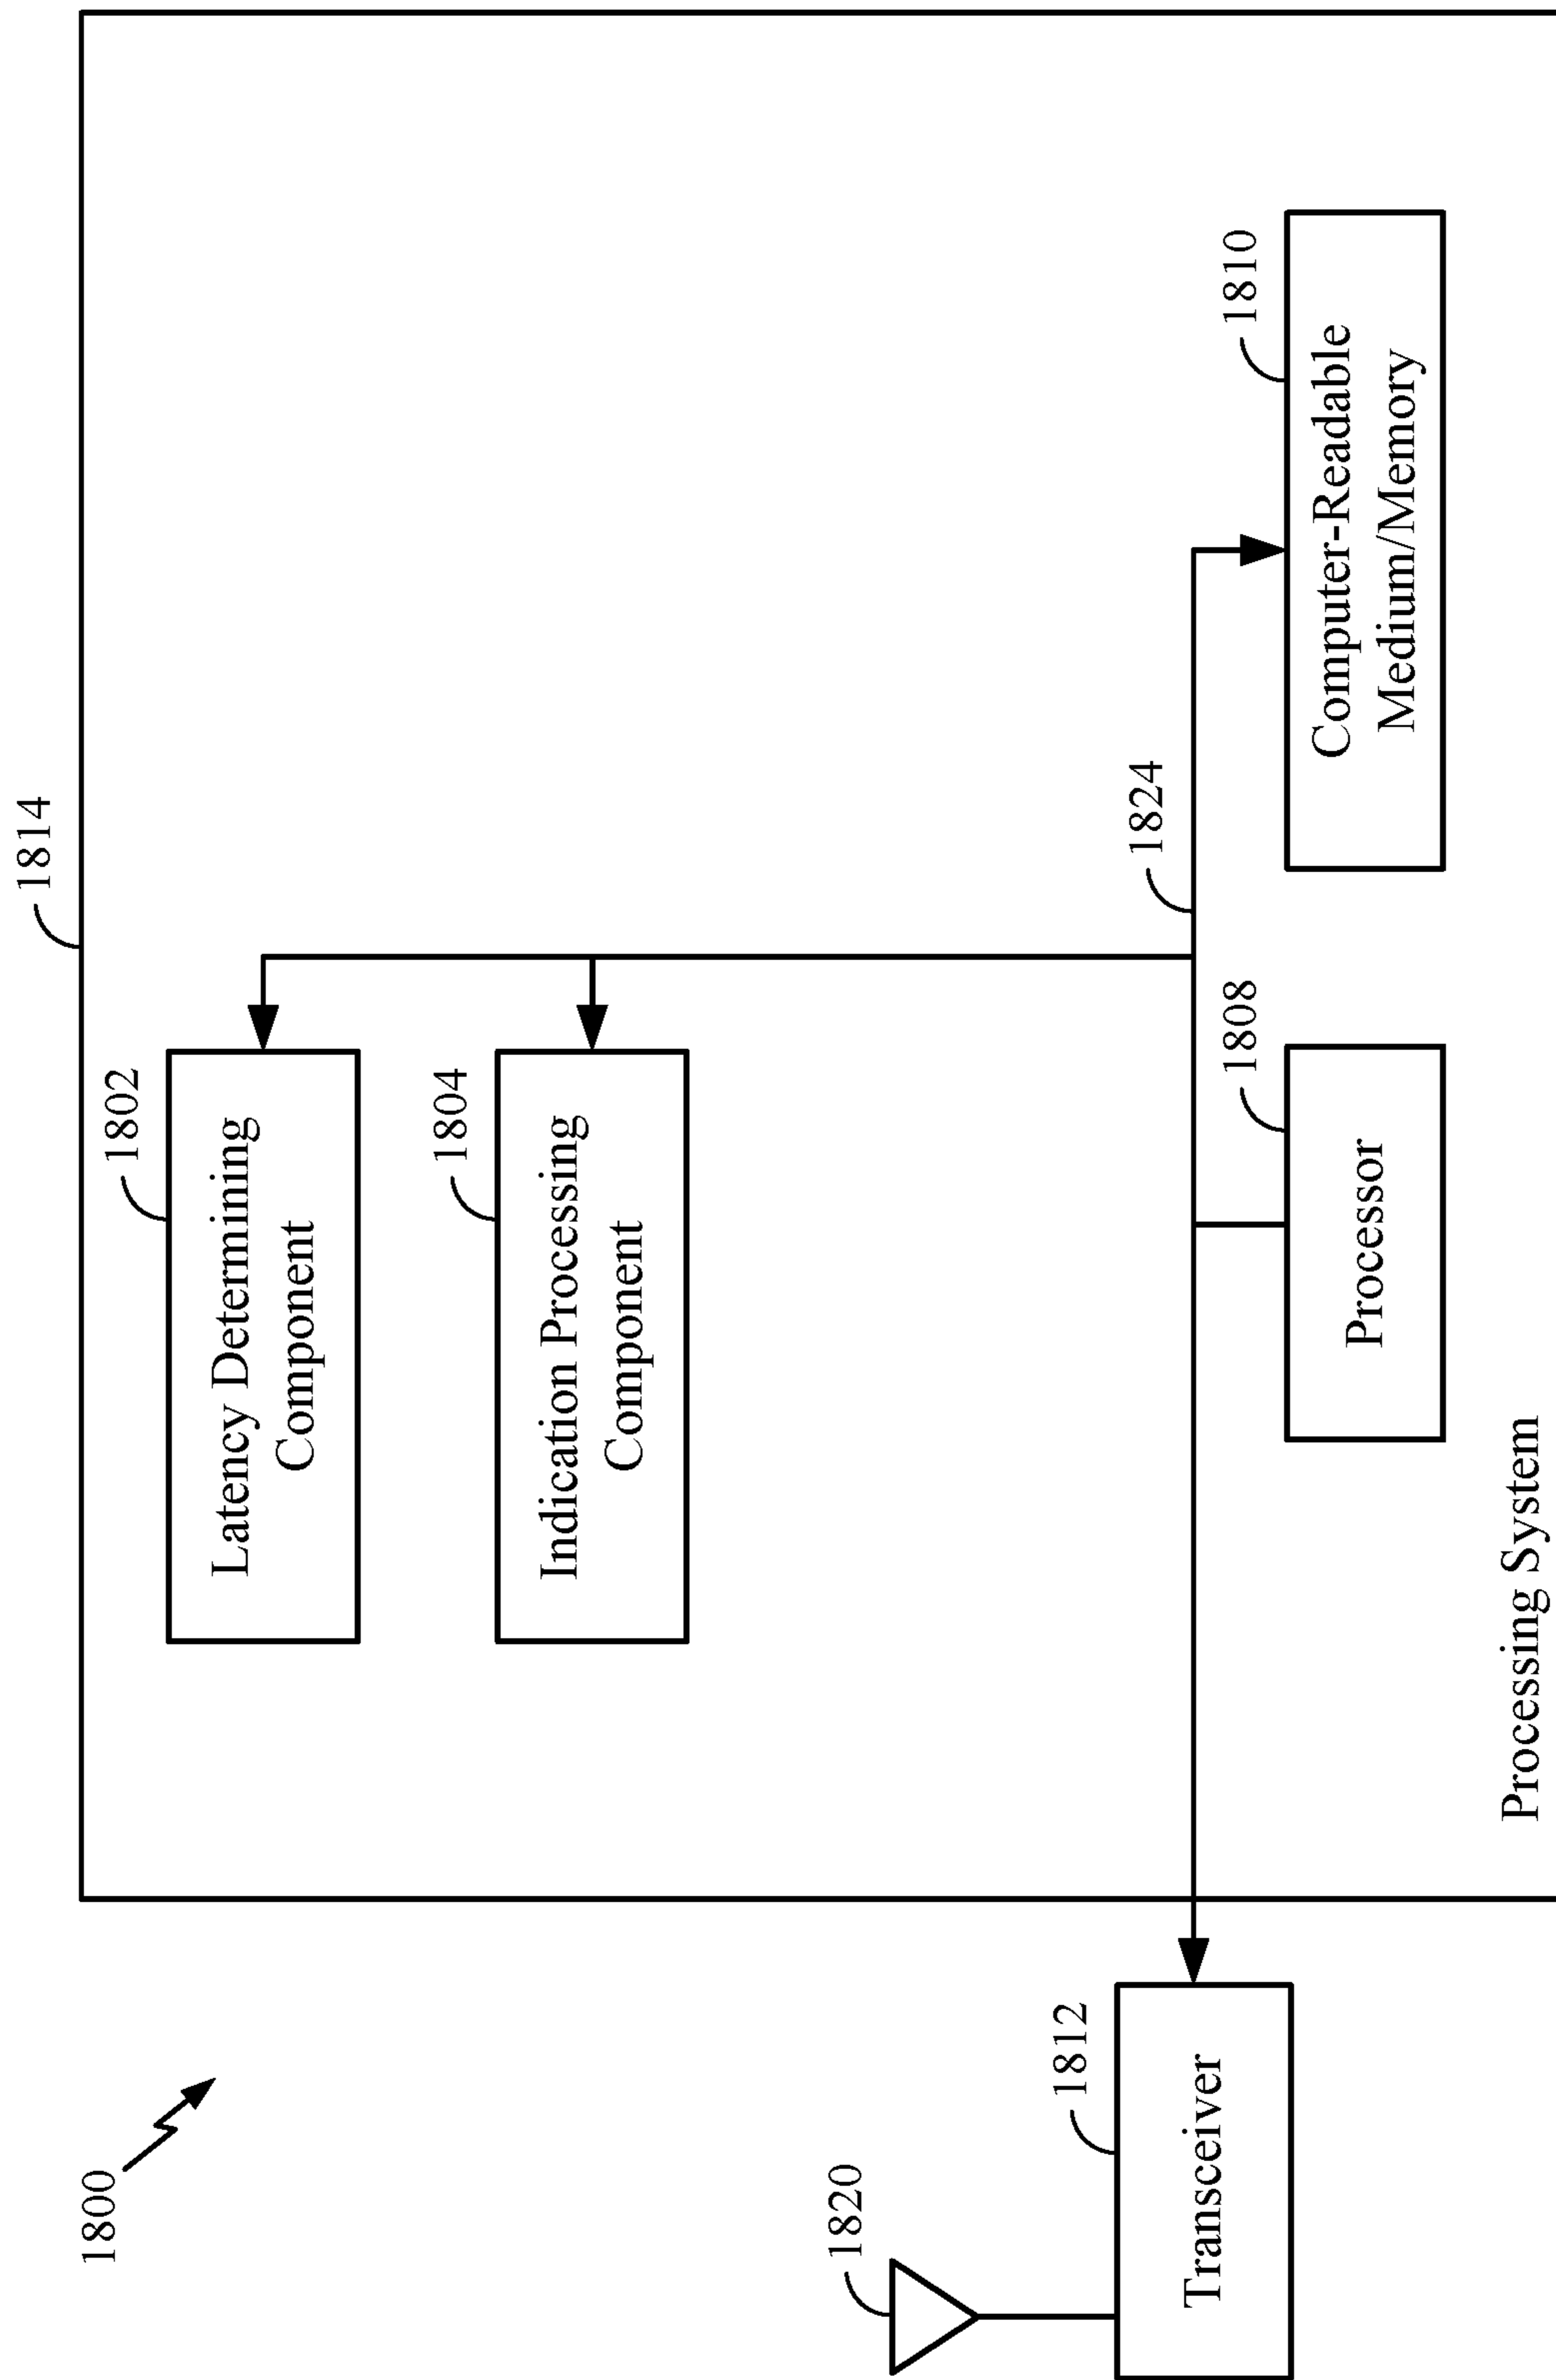 1800
1814
1802
Latency Determining
Component
1804
Indication Processing
Component
1820
1812
Transceiver
1824
1808
Processor
1810
Computer-Readable
Medium/Memory
Processing System